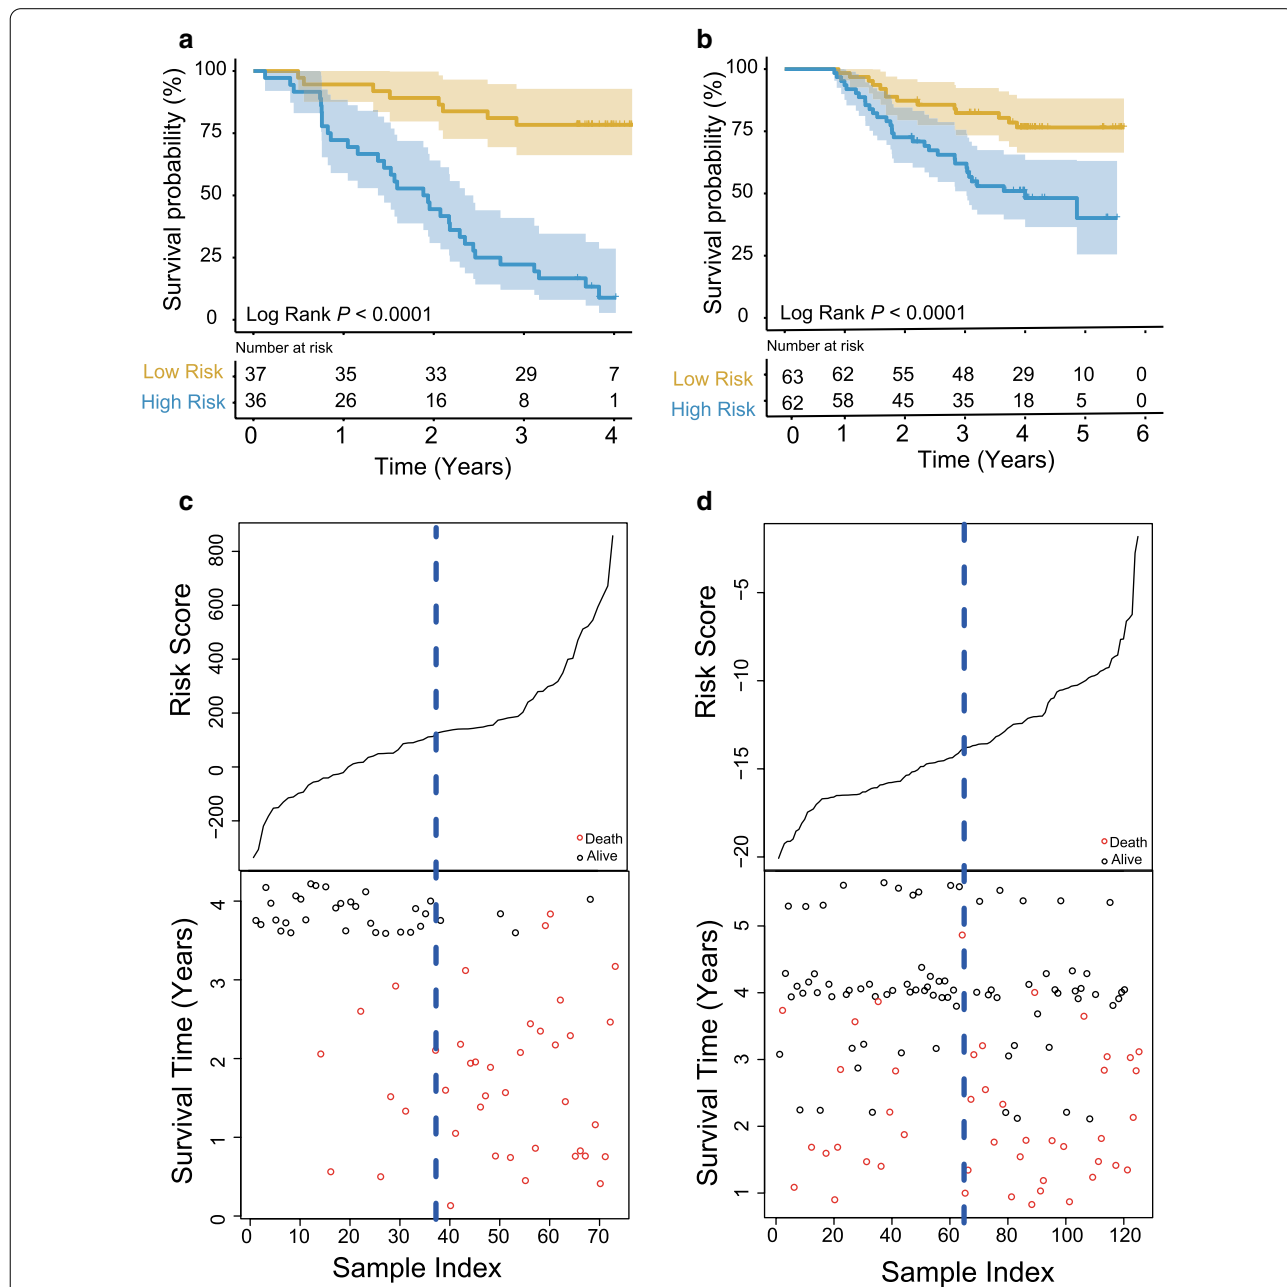 a
Survival probability (%)
100
75
50
25
0
Log Rank P < 0.0001
Number at risk
Low Risk 37 35 33 29 7
High Risk 36 26 16 8 1
0 1 2 3 4
Time (Years)
b
Survival probability (%)
100
75
50
25
0
Log Rank P < 0.0001
Number at risk
Low Risk 63 62 55 48 29 10 0
High Risk 62 58 45 35 18 5 0
0 1 2 3 4 5 6
Time (Years)
c
Risk Score
800
600
400
200
0
−200
Death
Alive
Survival Time (Years)
4
3
2
1
0
0 10 20 30 40 50 60 70
Sample Index
d
Risk Score
−5
−10
−15
−20
Death
Alive
Survival Time (Years)
5
4
3
2
1
0 20 40 60 80 100 120
Sample Index